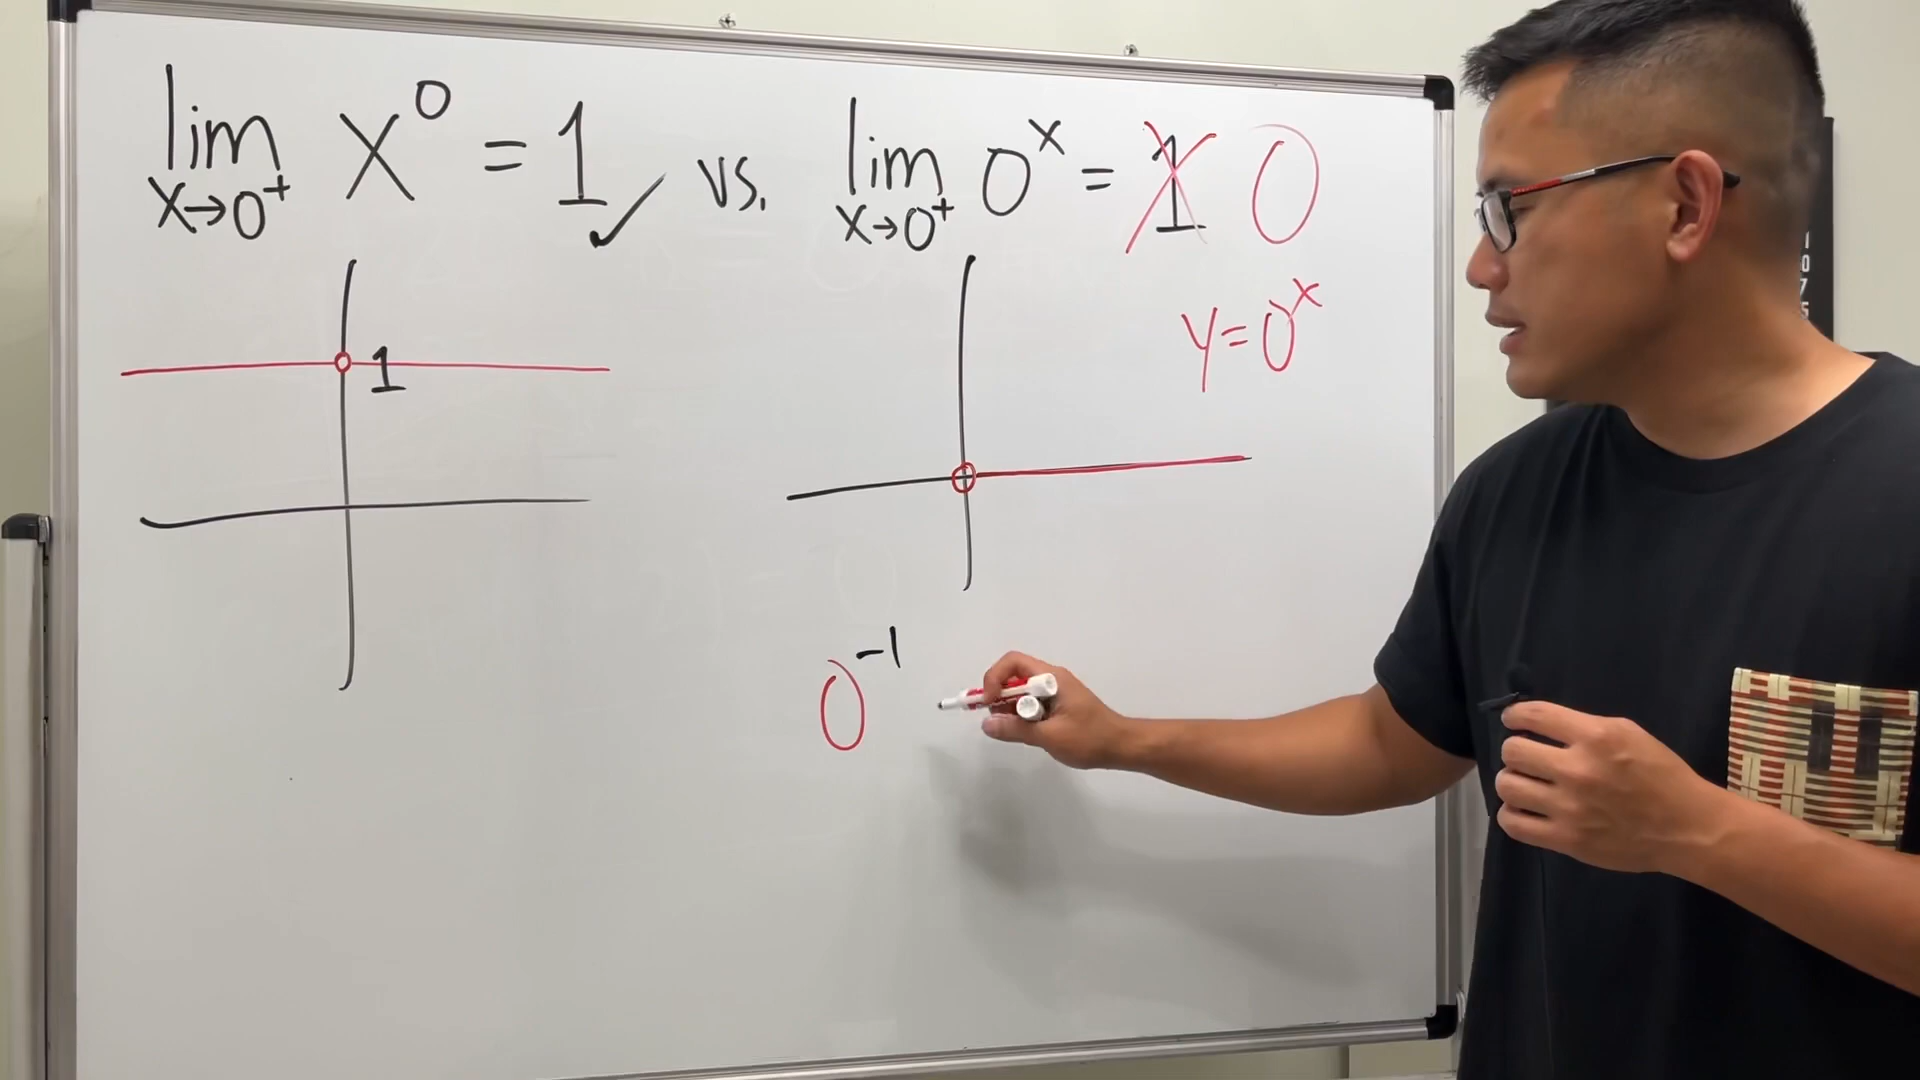 lim x→0⁺ x⁰ = 1 ✓ vs. lim x→0⁺ 0ˣ = 1 0
y=0ˣ
1
0⁻¹